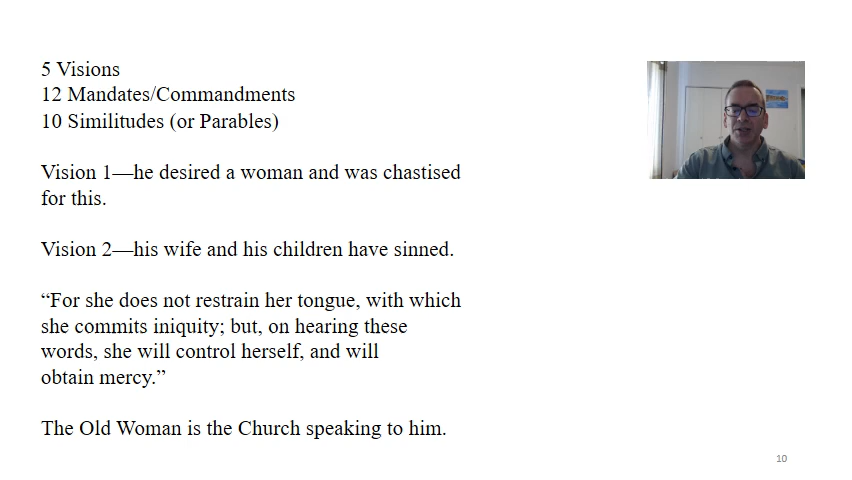 5 Visions
12 Mandates/Commandments
10 Similitudes (or Parables)
Vision 1—he desired a woman and was chastised
for this.
Vision 2—his wife and his children have sinned.
“For she does not restrain her tongue, with which
she commits iniquity; but, on hearing these
words, she will control herself, and will
obtain mercy.”
The Old Woman is the Church speaking to him.
10